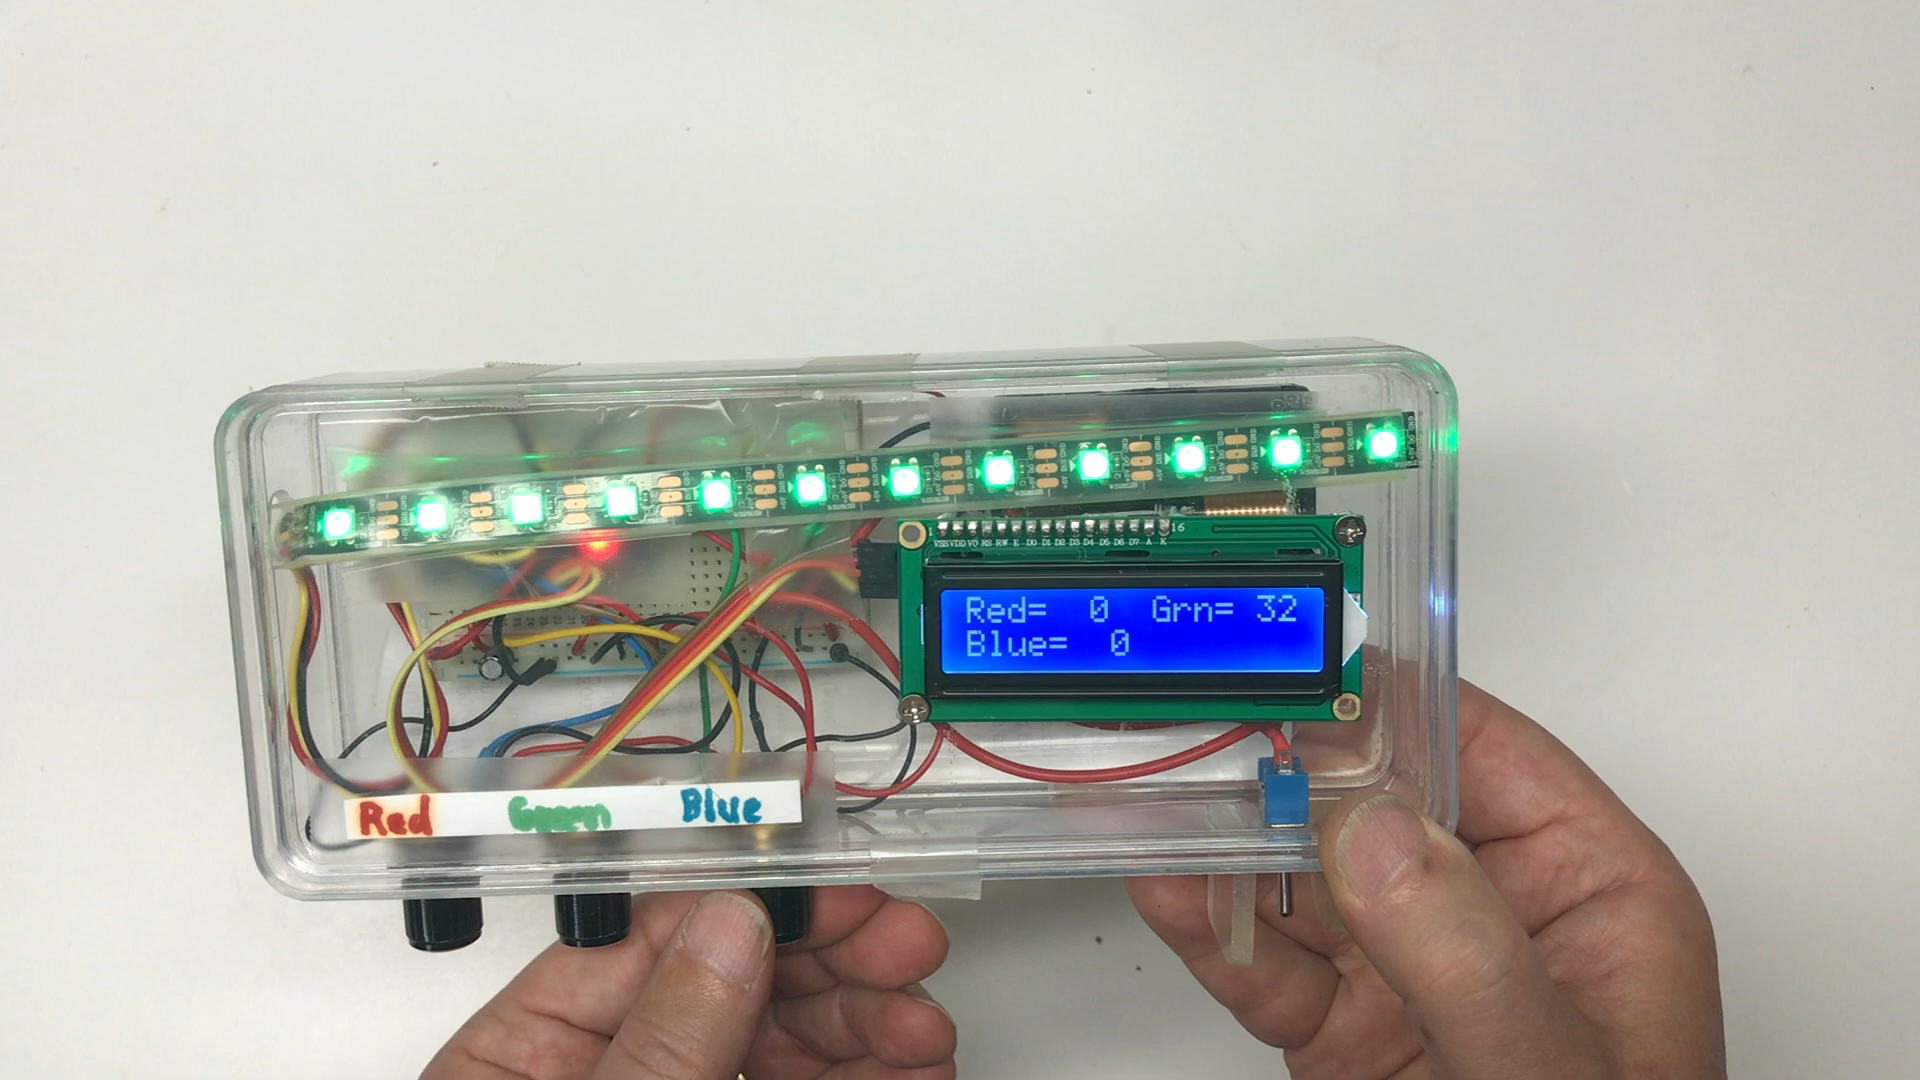 1 16
VSS VDD V0 RS RW E D0 D1 D2 D3 D4 D5 D6 D7 A K
Red= 0 Grn= 32
Blue= 0
Red Green Blue